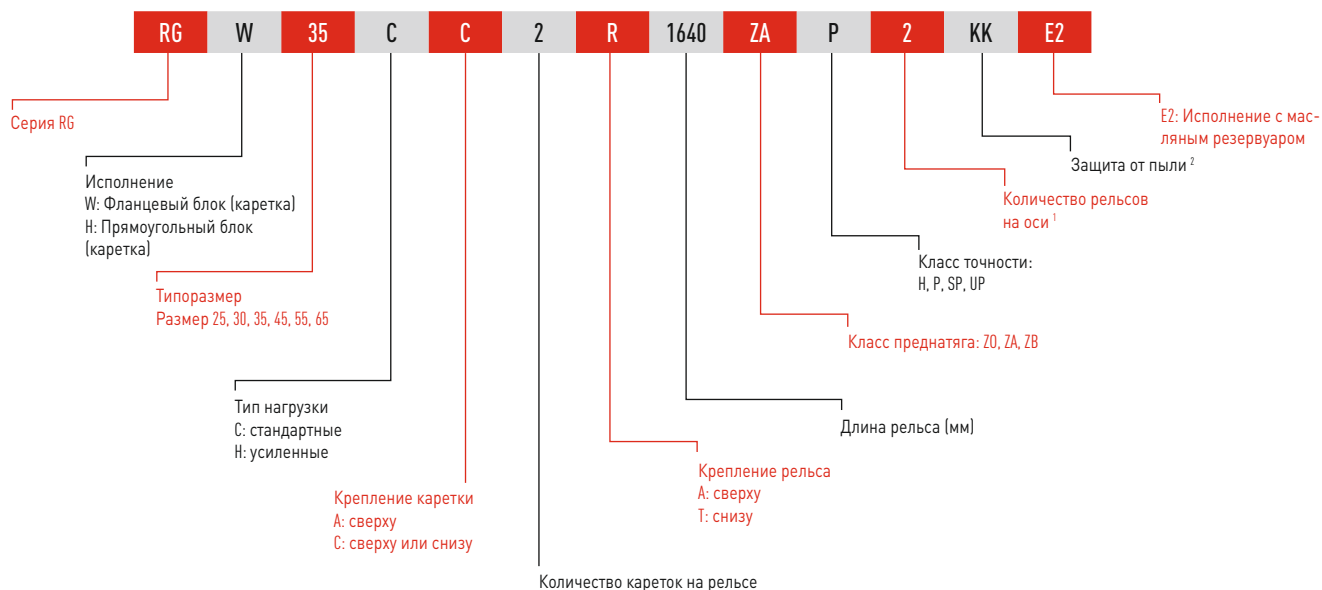 RG W 35 C C 2 R 1640 ZA P 2 KK E2
Серия RG
E2: Исполнение с мас-
ляным резервуаром
Защита от пыли 2
Исполнение
W: Фланцевый блок (каретка)
H: Прямоугольный блок
(каретка)
Количество рельсов
на оси 1
Класс точности:
H, P, SP, UP
Типоразмер
Размер 25, 30, 35, 45, 55, 65
Класс преднатяга: Z0, ZA, ZB
Тип нагрузки
C: стандартные
H: усиленные
Длина рельса (мм)
Крепление рельса
A: сверху
T: снизу
Крепление каретки
A: сверху
C: сверху или снизу
Количество кареток на рельсе